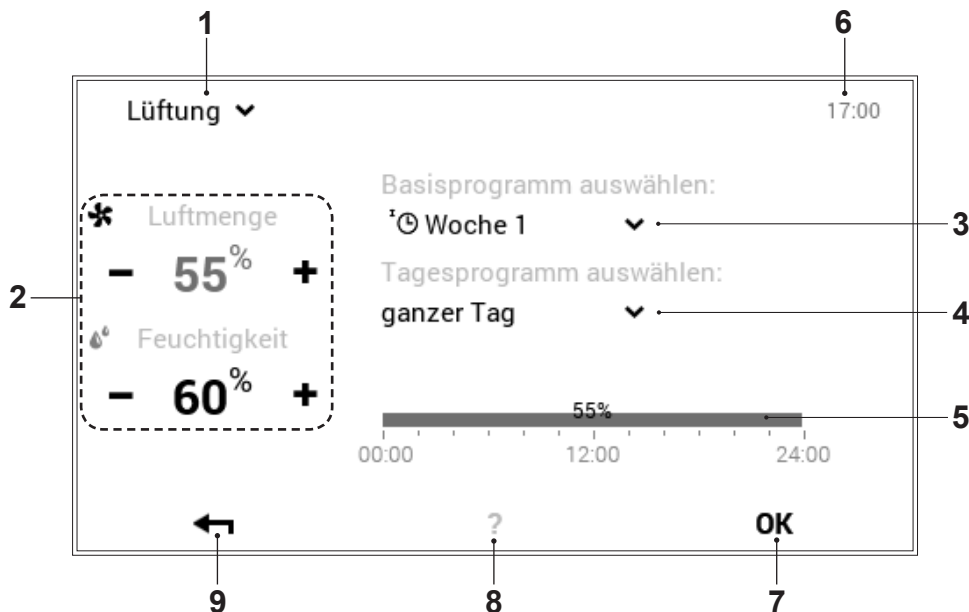 1
6
Lüftung
17:00
Basisprogramm auswählen:
Luftmenge
I Woche 1
3
55%
Tagesprogramm auswählen:
2
ganzer Tag
4
Feuchtigkeit
60%
55%
5
00:00 12:00 24:00
? OK
9 8 7